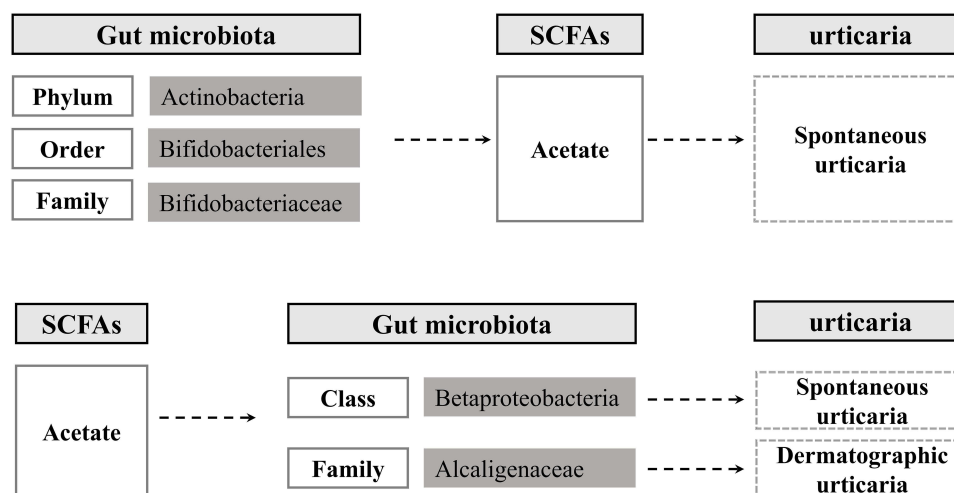 Gut microbiota SCFAs urticaria
Phylum Actinobacteria
Order Bifidobacteriales
Family Bifidobacteriaceae
Acetate
Spontaneous
urticaria
SCFAs Gut microbiota urticaria
Acetate
Class Betaproteobacteria
Spontaneous
urticaria
Family Alcaligenaceae
Dermatographic
urticaria